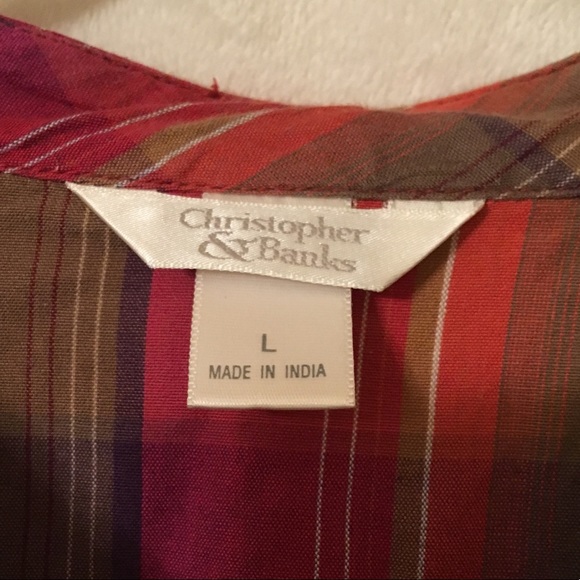 Christopher
& Banks
L
MADE IN INDIA